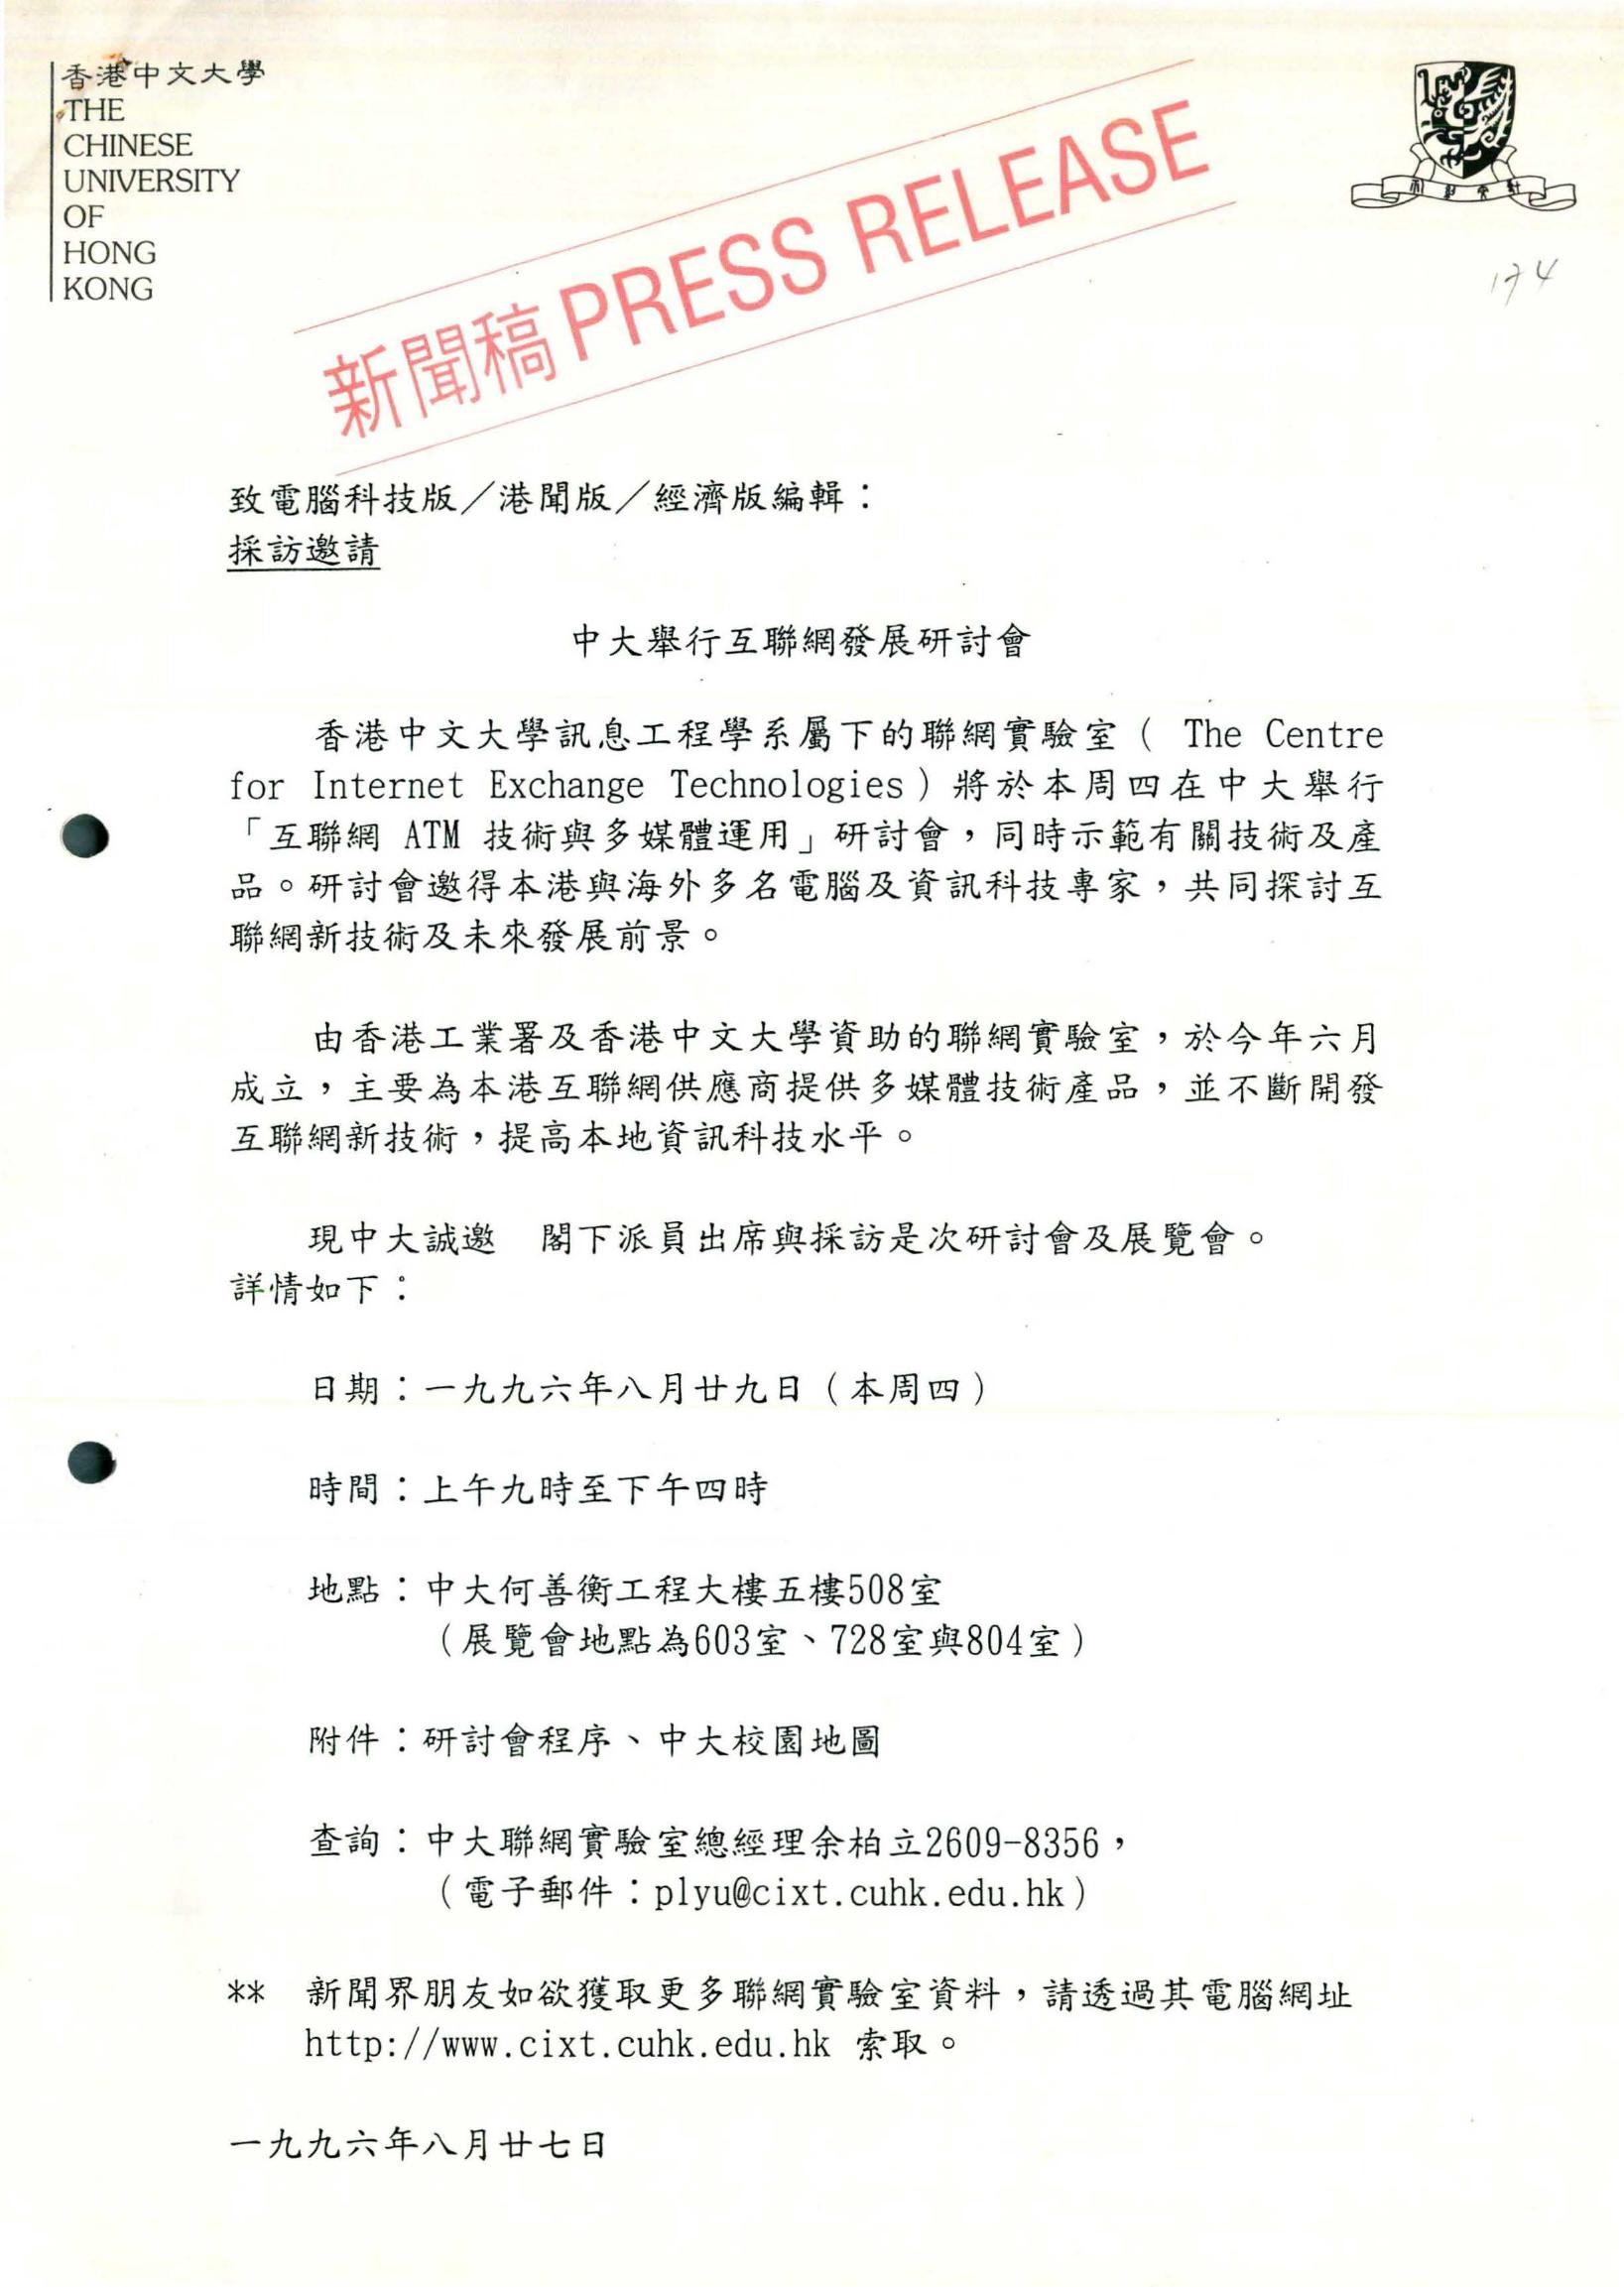 香港中文大學
THE
CHINESE
UNIVERSITY
OF
HONG
KONG
新聞稿 PRESS RELEASE
174
致電腦科技版／港聞版／經濟版編輯：
採訪邀請
中大舉行互聯網發展研討會
香港中文大學訊息工程學系屬下的聯網實驗室（ The Centre
for Internet Exchange Technologies）將於本周四在中大舉行
「互聯網 ATM 技術與多媒體運用」研討會，同時示範有關技術及產
品。研討會邀得本港與海外多名電腦及資訊科技專家，共同探討互
聯網新技術及未來發展前景。
由香港工業署及香港中文大學資助的聯網實驗室，於今年六月
成立，主要為本港互聯網供應商提供多媒體技術產品，並不斷開發
互聯網新技術，提高本地資訊科技水平。
現中大誠邀　閣下派員出席與採訪是次研討會及展覽會。
詳情如下：
日期：一九九六年八月廿九日（本周四）
時間：上午九時至下午四時
地點：中大何善衡工程大樓五樓508室
（展覽會地點為603室、728室與804室）
附件：研討會程序、中大校園地圖
查詢：中大聯網實驗室總經理余柏立2609-8356，
（電子郵件：plyu@cixt.cuhk.edu.hk）
** 新聞界朋友如欲獲取更多聯網實驗室資料，請透過其電腦網址
http://www.cixt.cuhk.edu.hk 索取。
一九九六年八月廿七日